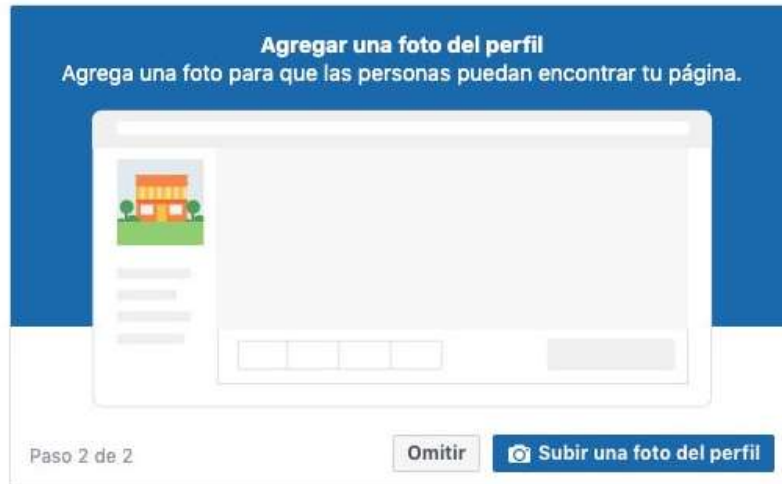 Agregar una foto del perfil
Agrega una foto para que las personas puedan encontrar tu página.
Paso 2 de 2
Omitir
Subir una foto del perfil